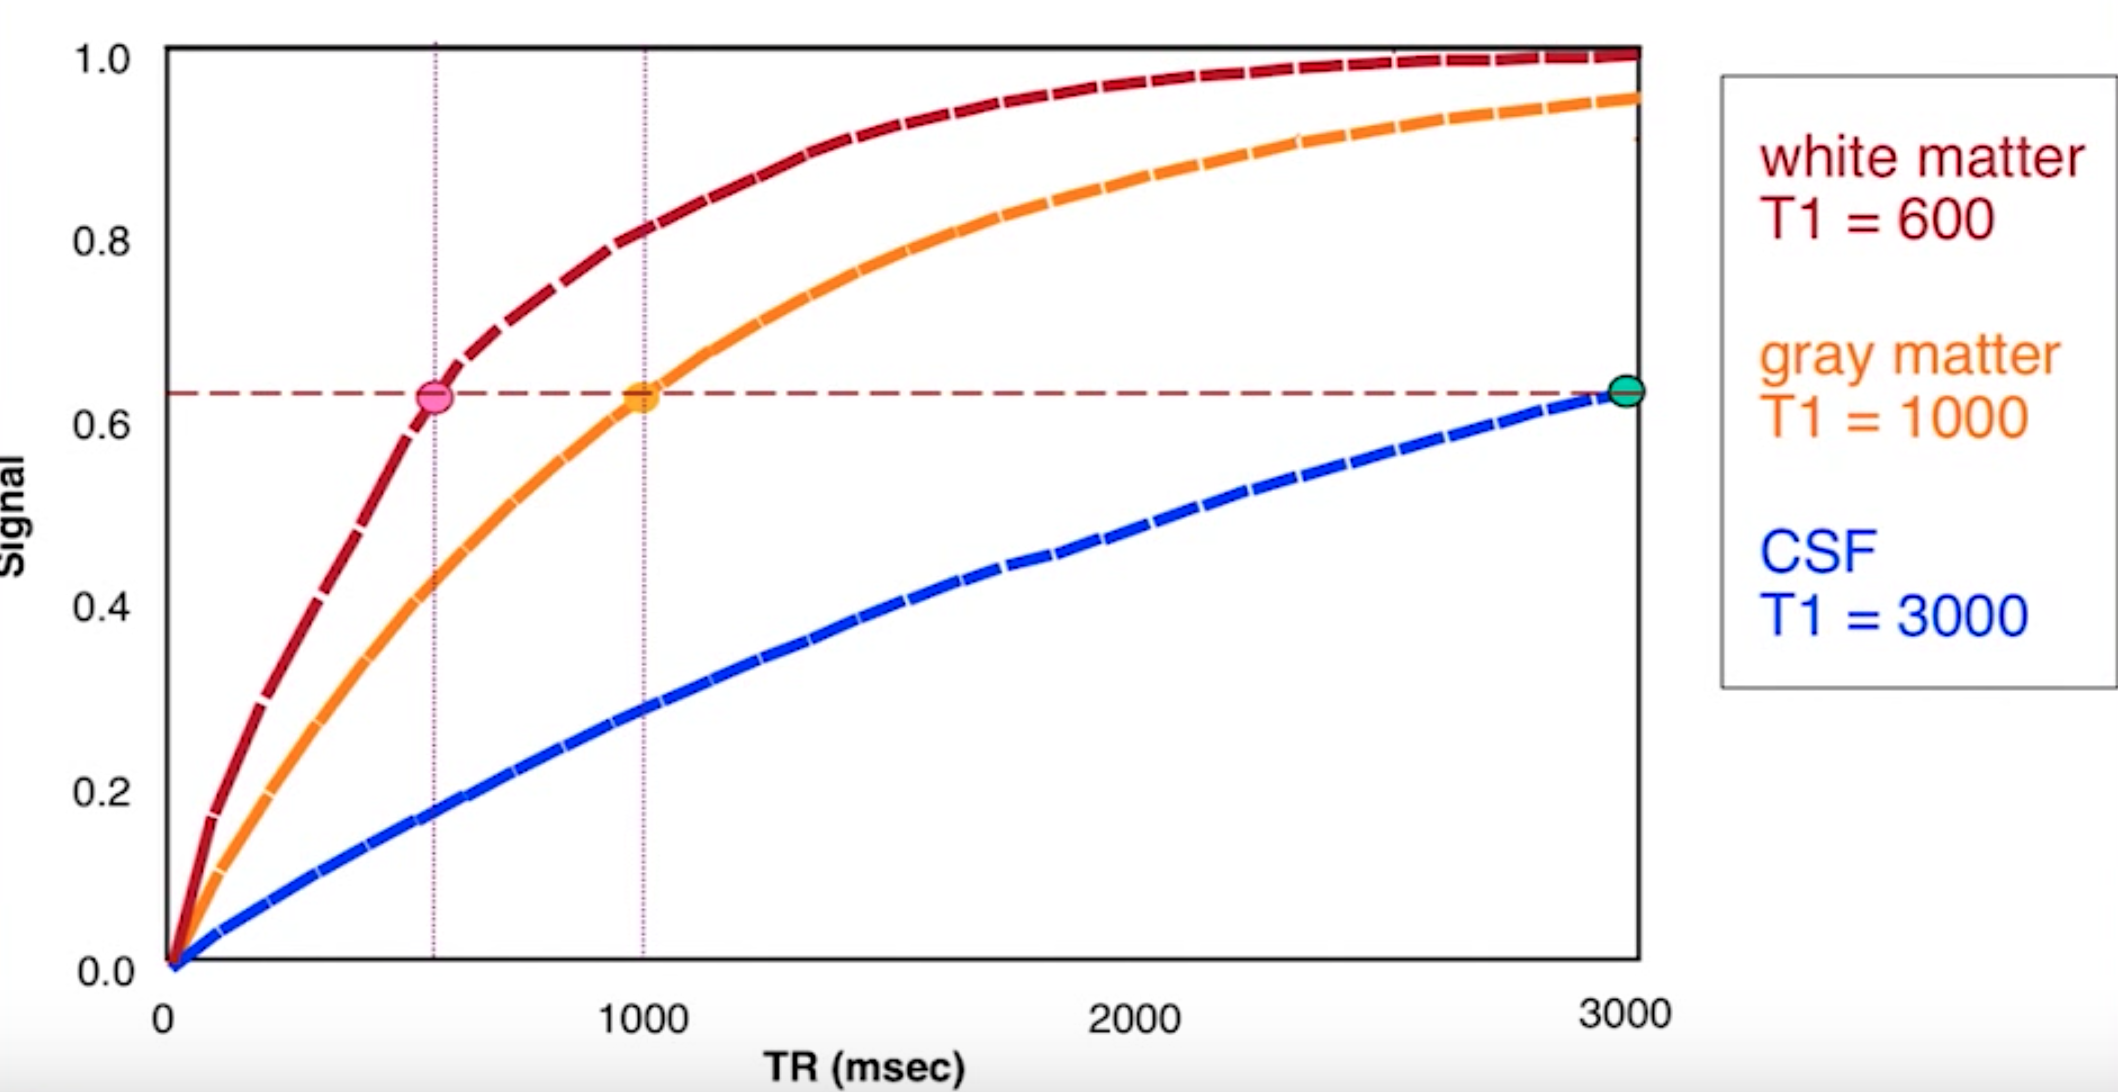 1.0
0.8
0.6
0.4
0.2
0.0
Signal
0
1000
2000
3000
TR (msec)
white matter
T1 = 600
gray matter
T1 = 1000
CSF
T1 = 3000